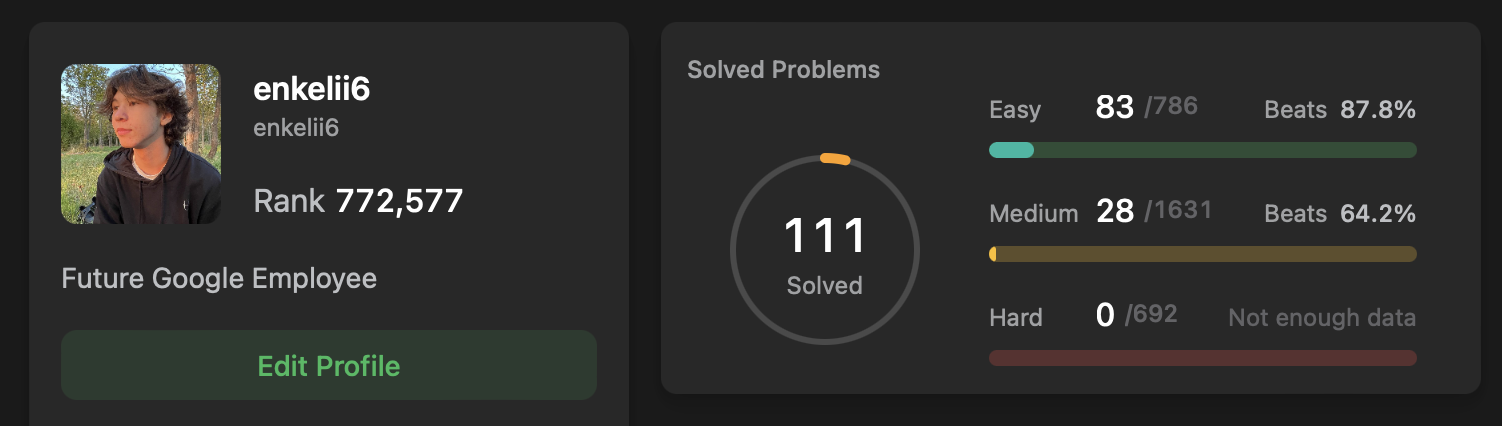 enkelii6
enkelii6
Rank 772,577
Future Google Employee
Edit Profile
Solved Problems
111
Solved
Easy 83 /786 Beats 87.8%
Medium 28 /1631 Beats 64.2%
Hard 0 /692 Not enough data